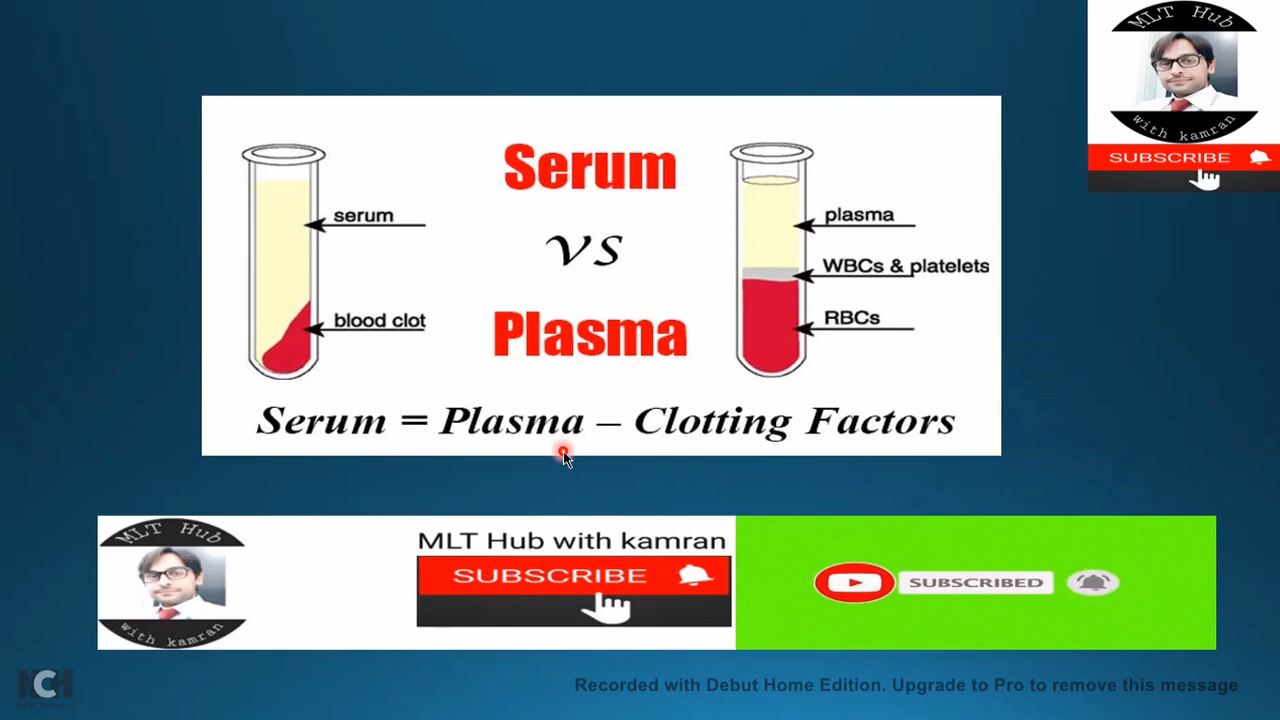 MLT Hub
with kamran
SUBSCRIBE
Serum
vs
Plasma
serum
blood clot
plasma
WBCs & platelets
RBCs
Serum = Plasma – Clotting Factors
MLT Hub
with kamran
MLT Hub with kamran
SUBSCRIBE
SUBSCRIBED
NCH
Recorded with Debut Home Edition. Upgrade to Pro to remove this message